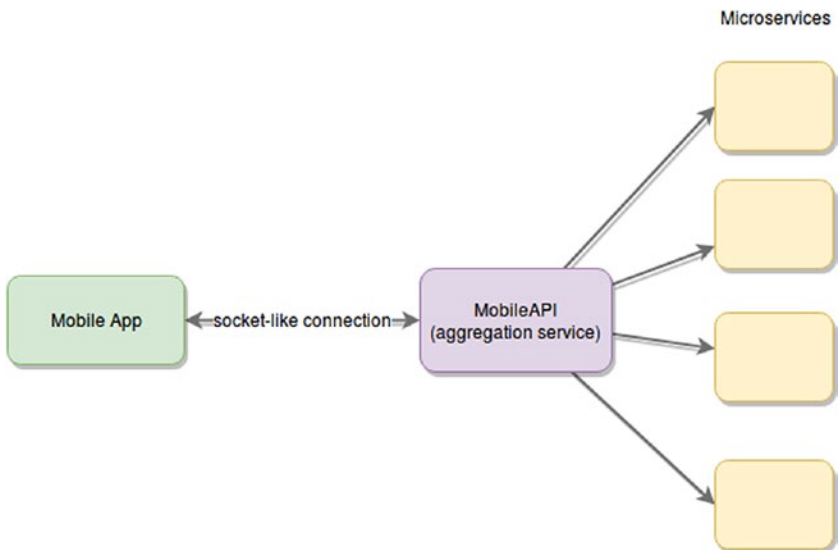 Microservices
Mobile App
socket-like connection
MobileAPI
(aggregation service)